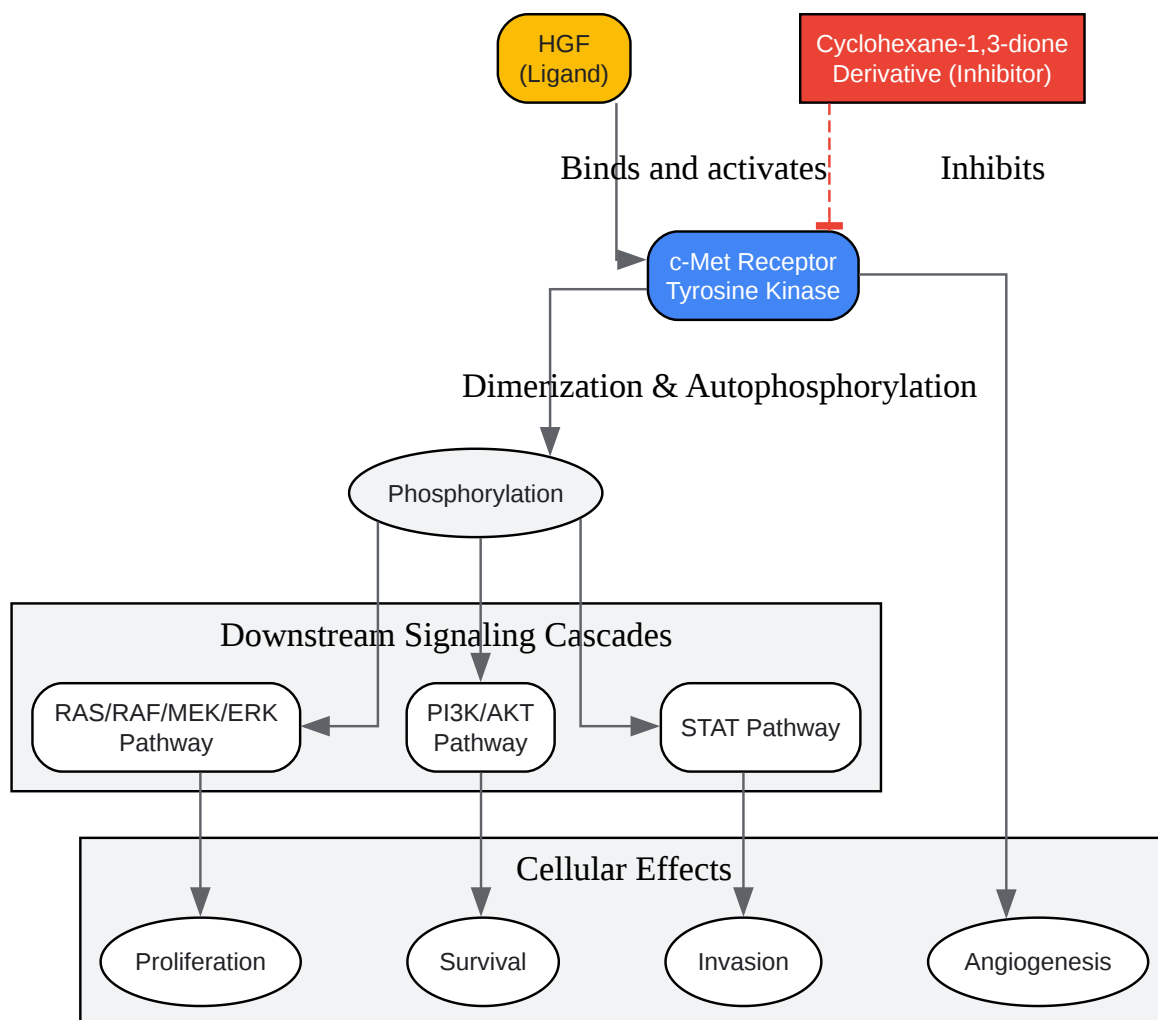 HGF
(Ligand)
Cyclohexane-1,3-dione
Derivative (Inhibitor)
Binds and activates
Inhibits
c-Met Receptor
Tyrosine Kinase
Dimerization & Autophosphorylation
Phosphorylation
Downstream Signaling Cascades
RAS/RAF/MEK/ERK
Pathway
PI3K/AKT
Pathway
STAT Pathway
Cellular Effects
Proliferation
Survival
Invasion
Angiogenesis